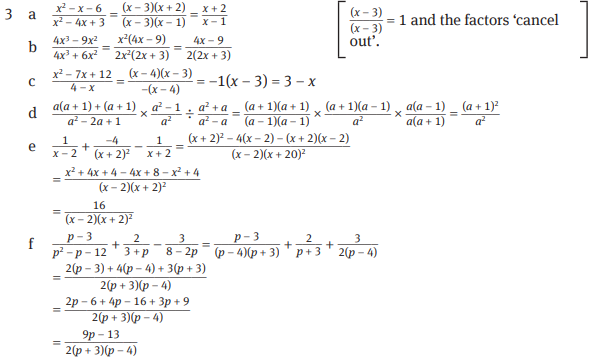 3 a (x² – x – 6)/(x² – 4x + 3) = ((x – 3)(x + 2))/((x – 3)(x – 1)) = (x + 2)/(x – 1)
[(x – 3)/(x – 3) = 1 and the factors ‘cancel out’.]
b (4x³ – 9x²)/(4x³ + 6x²) = (x²(4x – 9))/(2x²(2x + 3)) = (4x – 9)/(2(2x + 3))
c (x² – 7x + 12)/(4 – x) = ((x – 4)(x – 3))/(–(x – 4)) = –1(x – 3) = 3 – x
d (a(a + 1) + (a + 1))/(a² – 2a + 1) × (a² – 1)/a² ÷ (a² + a)/(a² – a) = ((a + 1)(a + 1))/((a – 1)(a – 1)) × ((a + 1)(a – 1))/a² × (a(a – 1))/(a(a + 1)) = (a + 1)²/a²
e 1/(x – 2) + –4/(x + 2)² – 1/(x + 2) = ((x + 2)² – 4(x – 2) – (x + 2)(x – 2))/((x – 2)(x + 20)²)
= (x² + 4x + 4 – 4x + 8 – x² + 4)/((x – 2)(x + 2)²)
= 16/((x – 2)(x + 2)²)
f (p – 3)/(p² – p – 12) + 2/(3 + p) – 3/(8 – 2p) = (p – 3)/((p – 4)(p + 3)) + 2/(p + 3) + 3/(2(p – 4))
= (2(p – 3) + 4(p – 4) + 3(p + 3))/(2(p + 3)(p – 4))
= (2p – 6 + 4p – 16 + 3p + 9)/(2(p + 3)(p – 4))
= (9p – 13)/(2(p + 3)(p – 4))